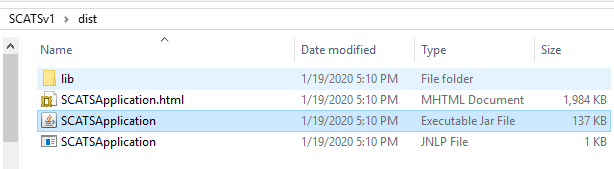 SCATSv1 › dist
Name Date modified Type Size
lib 1/19/2020 5:10 PM File folder
SCATSApplication.html 1/19/2020 5:10 PM MHTML Document 1,984 KB
SCATSApplication 1/19/2020 5:10 PM Executable Jar File 137 KB
SCATSApplication 1/19/2020 5:10 PM JNLP File 1 KB